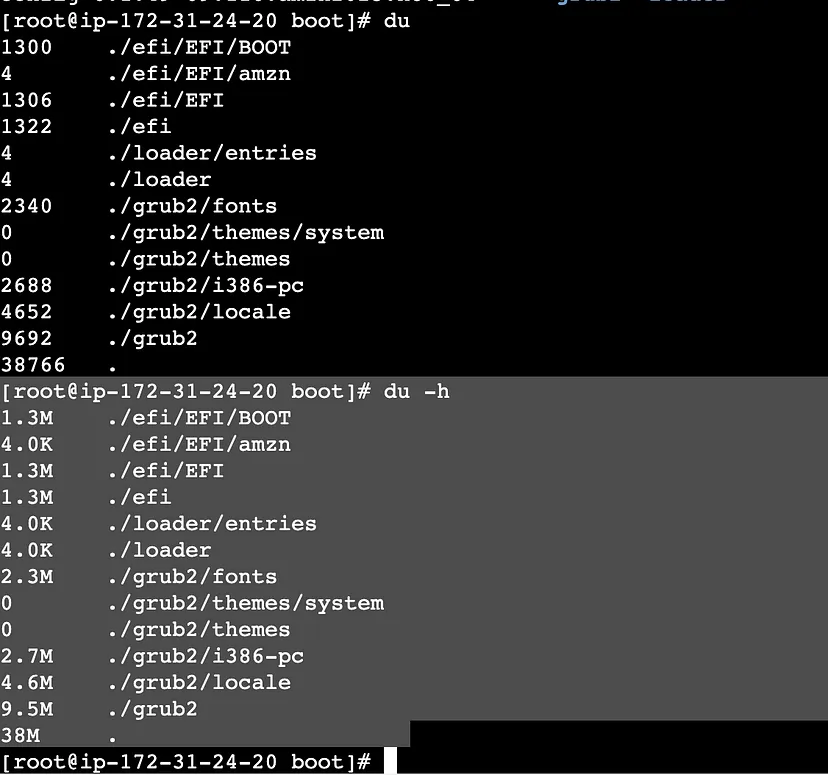 [root@ip-172-31-24-20 boot]# du
1300    ./efi/EFI/BOOT
4       ./efi/EFI/amzn
1306    ./efi/EFI
1322    ./efi
4       ./loader/entries
4       ./loader
2340    ./grub2/fonts
0       ./grub2/themes/system
0       ./grub2/themes
2688    ./grub2/i386-pc
4652    ./grub2/locale
9692    ./grub2
38766   .
[root@ip-172-31-24-20 boot]# du -h
1.3M    ./efi/EFI/BOOT
4.0K    ./efi/EFI/amzn
1.3M    ./efi/EFI
1.3M    ./efi
4.0K    ./loader/entries
4.0K    ./loader
2.3M    ./grub2/fonts
0       ./grub2/themes/system
0       ./grub2/themes
2.7M    ./grub2/i386-pc
4.6M    ./grub2/locale
9.5M    ./grub2
38M     .
[root@ip-172-31-24-20 boot]#